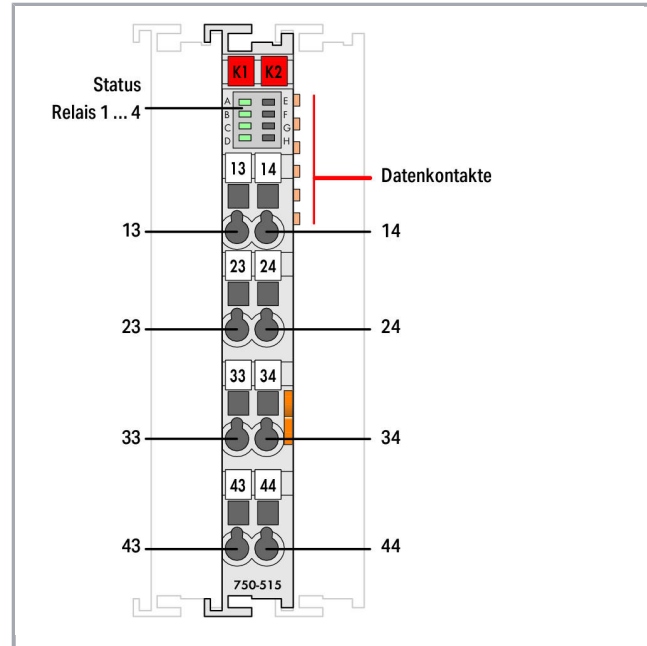 K1 K2
Status
Relais 1 ... 4
A E
B F
C G
D H
13 14
Datenkontakte
13 14
23 24
23 24
33 34
33 34
43 44
43 44
750-515